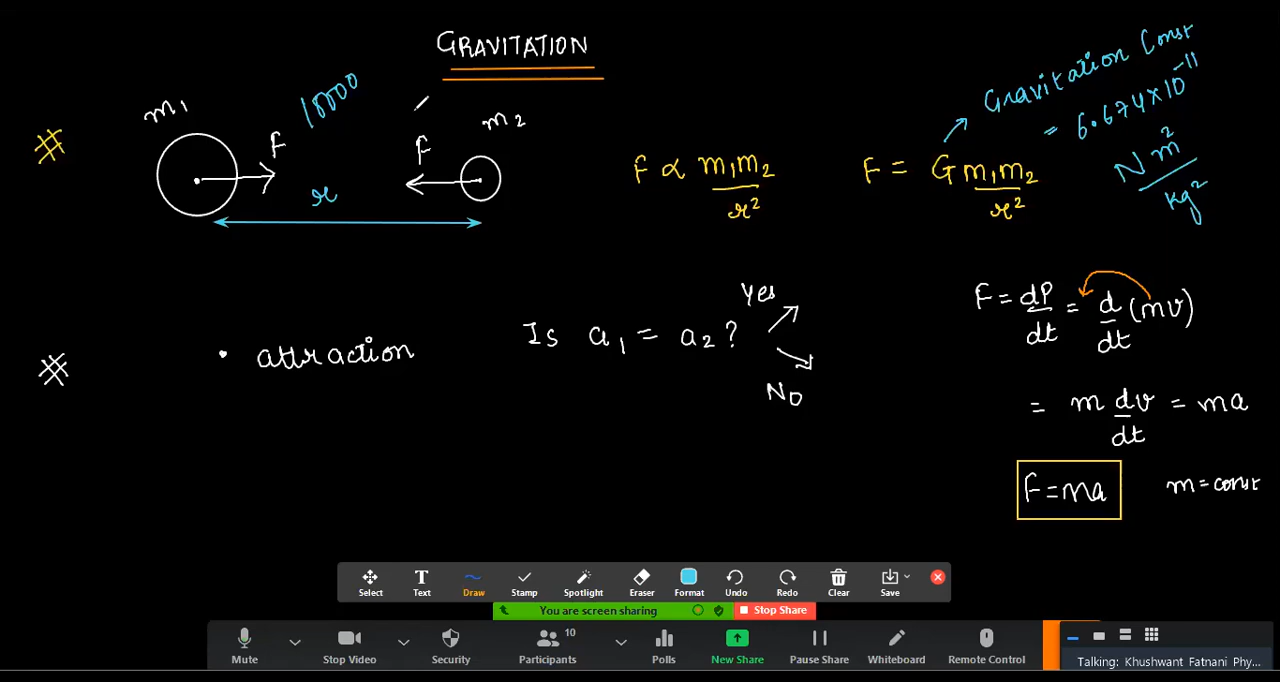 GRAVITATION
m₁
F
10000
F
m₂
r
F ∝ m₁m₂/r²
F = G m₁m₂/r²
Gravitation Const
= 6.674×10⁻¹¹
N m²/kg²
• attraction
Is a₁ = a₂ ?
Yes
No
F = dP/dt = d/dt (mv)
= m dv/dt = ma
F = ma
m = const
Select Text Draw Stamp Spotlight Eraser Format Undo Redo Clear Save
You are screen sharing Stop Share
10
Mute Stop Video Security Participants Polls New Share Pause Share Whiteboard Remote Control
Talking: Khushwant Fatnani Phy...